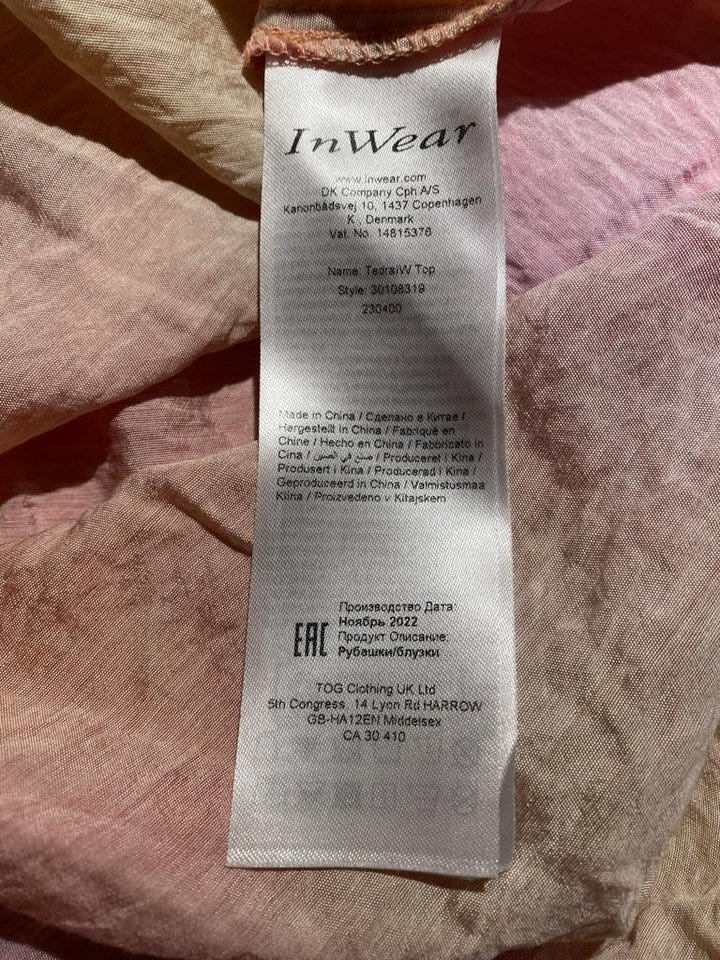 InWear
www.inwear.com
DK Company Cph A/S
Kanonbådsvej 10, 1437 Copenhagen
K , Denmark
Vat. No. 14815376
Name: TedraIW Top
Style: 30108319
230400
Made in China / Сделано в Китае /
Hergestellt in China / Fabriqué en
Chine / Hecho en China / Fabbricato in
Cina / صنع في الصين / Produceret i Kina /
Produsert i Kina / Producerad i Kina /
Geproduceerd in China / Valmistusmaa
Kiina / Proizvedeno v Kitajskem
Производство Дата:
Ноябрь 2022
EAC Продукт Описание:
Рубашки/блузки
TOG Clothing UK Ltd
5th Congress, 14 Lyon Rd HARROW
GB-HA12EN Middelsex
CA 30 410